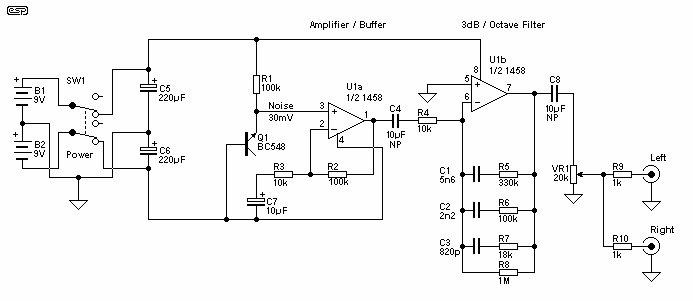 esp
Amplifier / Buffer
3dB / Octave Filter
SW1
+
B1
9V
+
B2
9V
Power
+
C5
220µF
+
C6
220µF
R1
100k
Noise
30mV
Q1
BC548
U1a
1/2 1458
3
+
2
−
1
4
R3
10k
R2
100k
+
C7
10µF
C4
10µF
NP
R4
10k
U1b
1/2 1458
8
5
+
6
−
7
C8
10µF
NP
C1
5n6
R5
330k
C2
2n2
R6
100k
C3
820p
R7
18k
R8
1M
VR1
20k
R9
1k
Left
R10
1k
Right